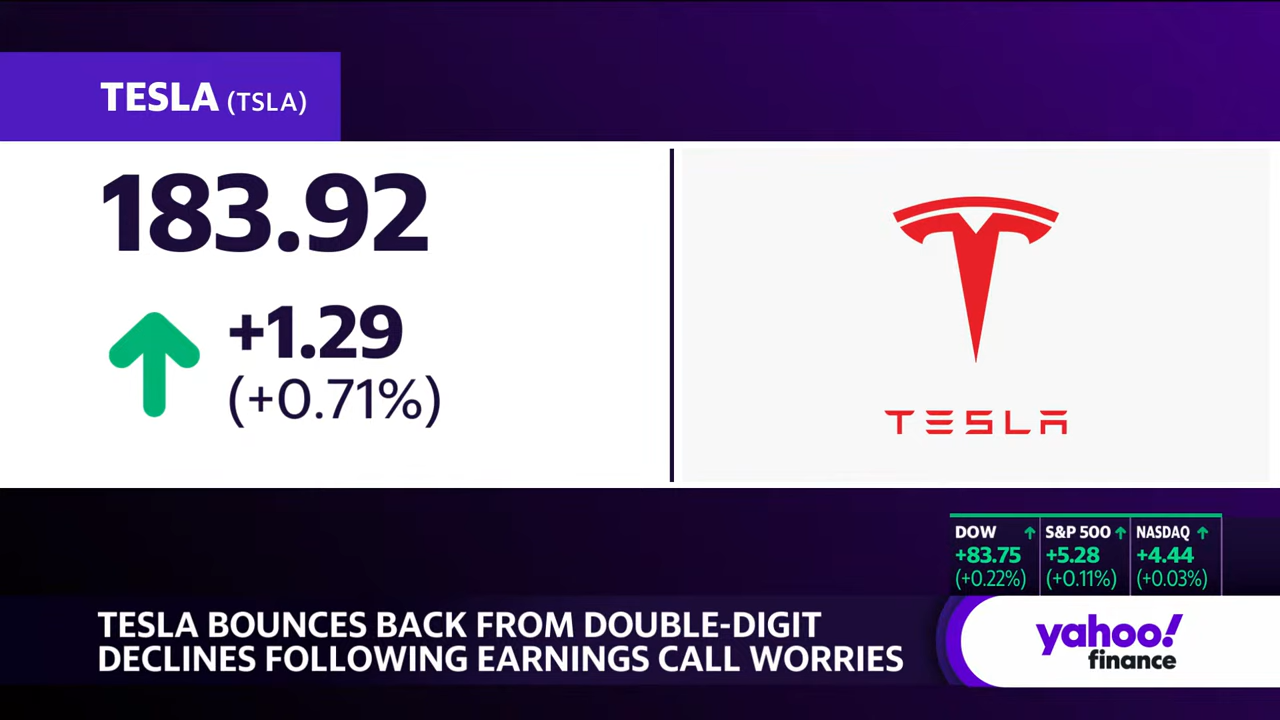 TESLA (TSLA)
183.92
+1.29
(+0.71%)
TESLA
DOW
+83.75
(+0.22%)
S&P 500
+5.28
(+0.11%)
NASDAQ
+4.44
(+0.03%)
TESLA BOUNCES BACK FROM DOUBLE-DIGIT
DECLINES FOLLOWING EARNINGS CALL WORRIES
yahoo!
finance